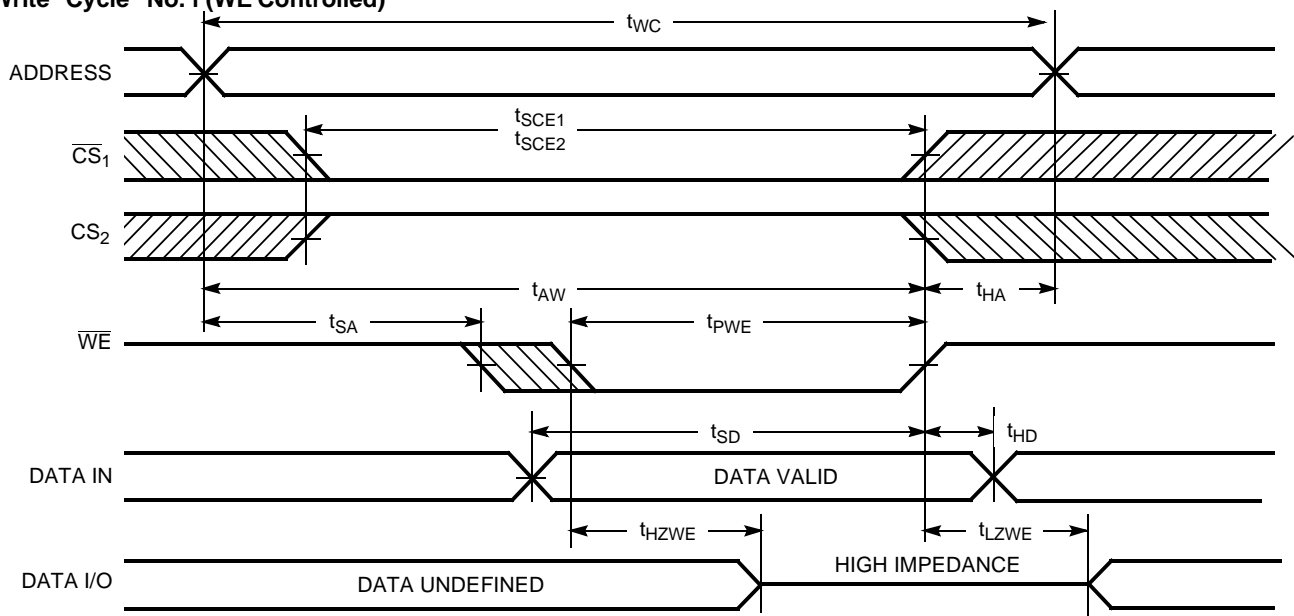 Write Cycle No.1 (WE Controlled)
tWC
ADDRESS
tSCE1
tSCE2
CS1
CS2
tAW
tHA
tSA
tPWE
WE
tSD
tHD
DATA IN
DATA VALID
tHZWE
tLZWE
DATA I/O
DATA UNDEFINED
HIGH IMPEDANCE